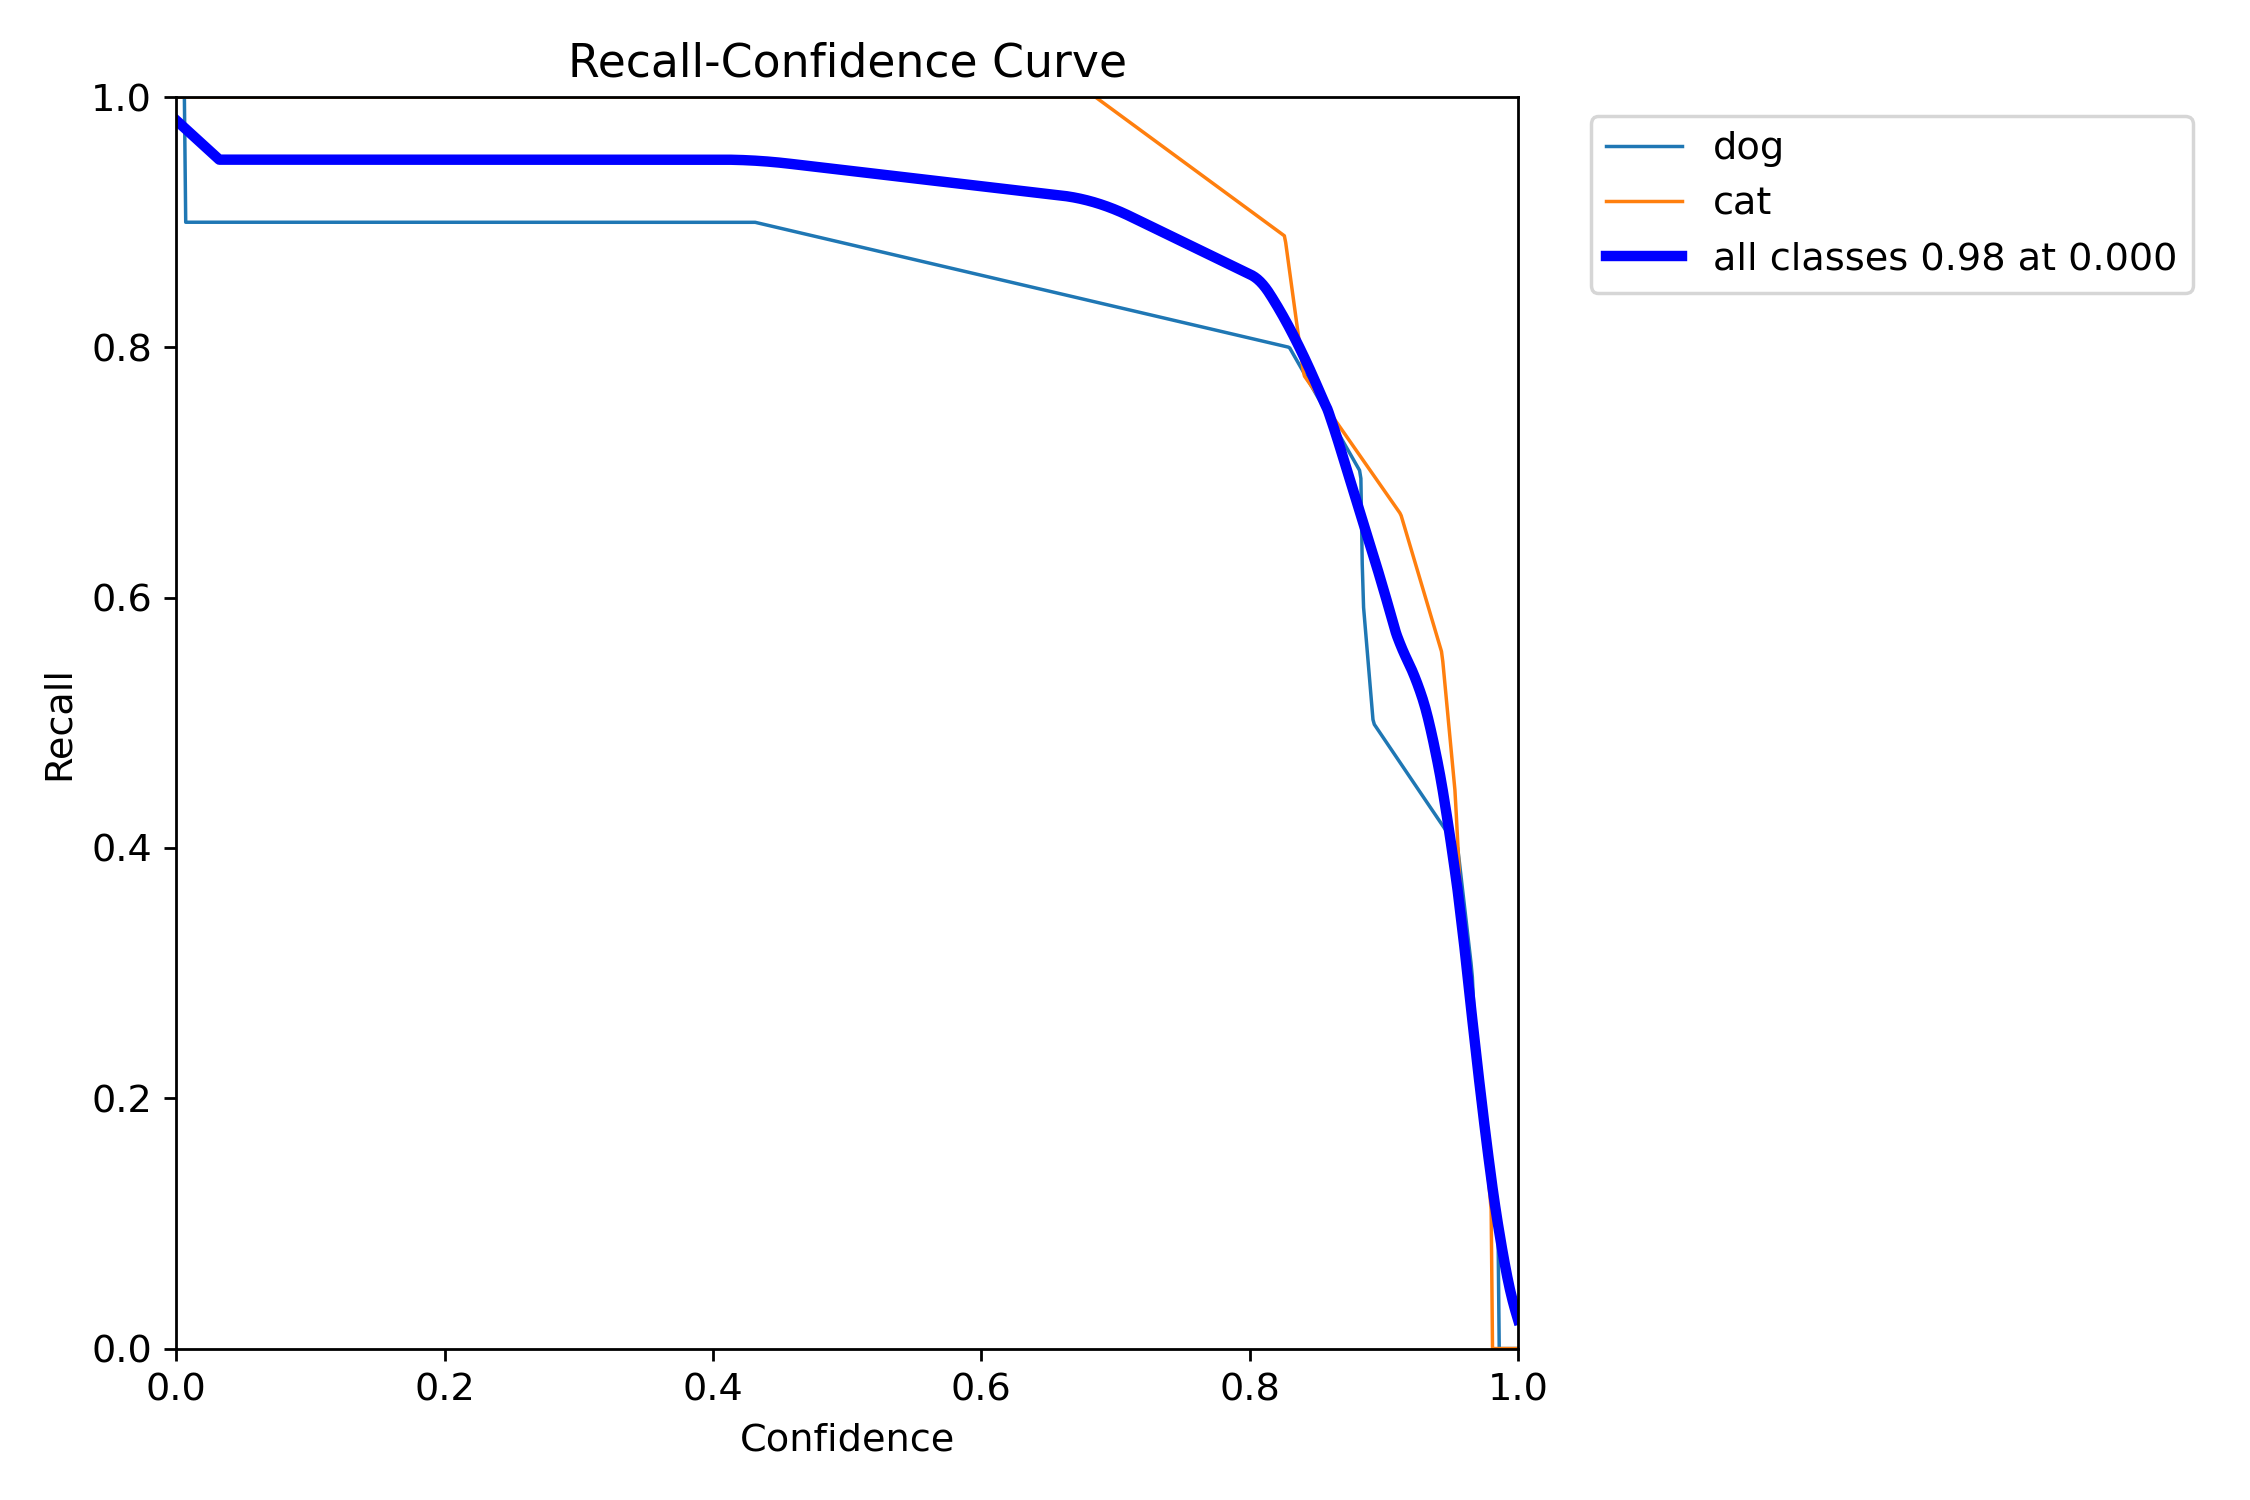 Recall-Confidence Curve
1.0
0.8
0.6
0.4
0.2
0.0
Recall
0.0 0.2 0.4 0.6 0.8 1.0
Confidence
dog
cat
all classes 0.98 at 0.000